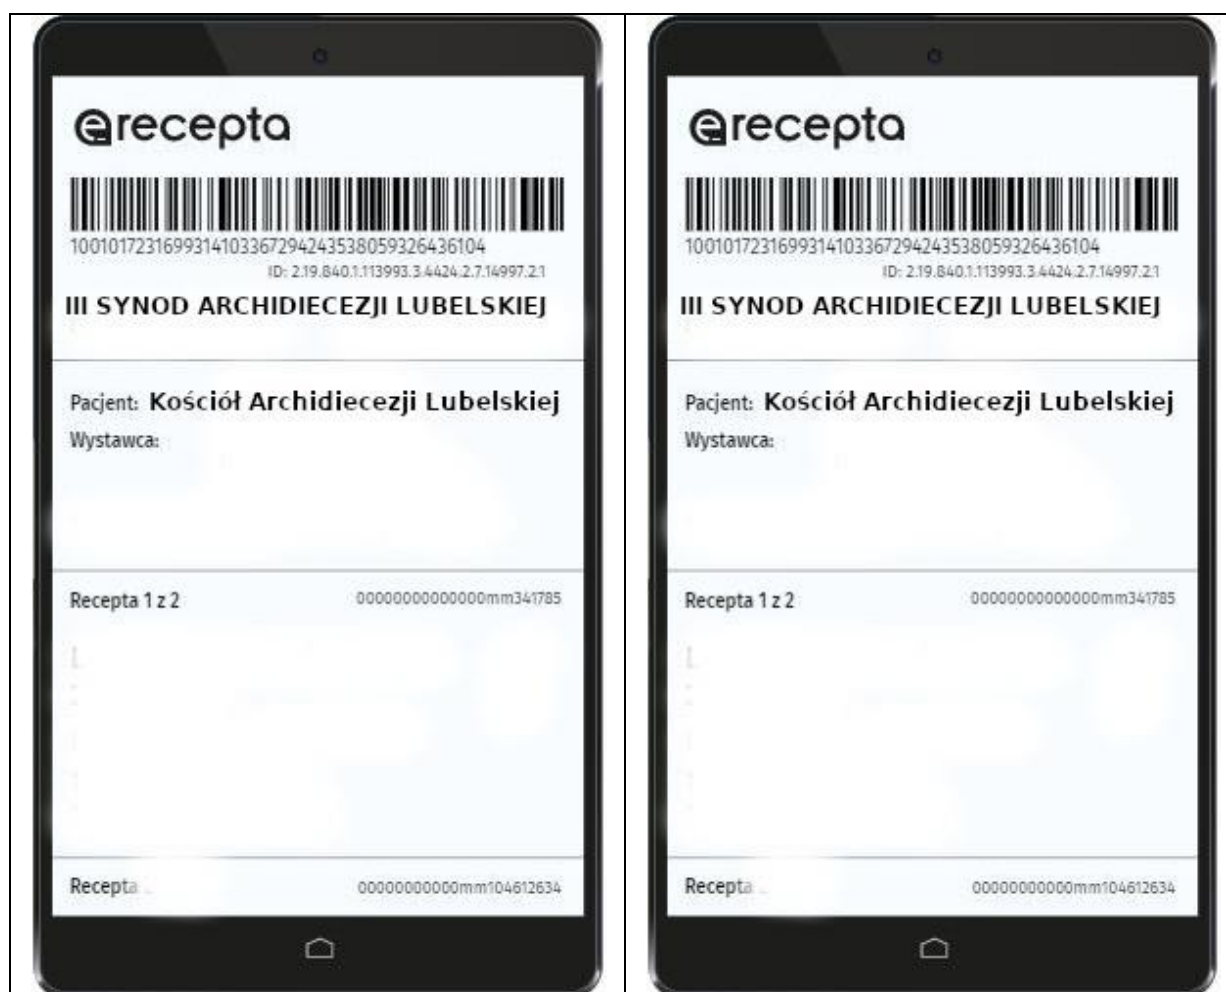 e recepta
1001017231699314103367294243538059326436104
ID: 2.19.840.1.113993.3.4424.2.7.14997.2.1
III SYNOD ARCHIDIECEZJI LUBELSKIEJ
Pacjent: Kościół Archidiecezji Lubelskiej
Wystawca:
Recepta 1 z 2 00000000000000mm341785
Recepta 00000000000mm104612634
e recepta
1001017231699314103367294243538059326436104
ID: 2.19.840.1.113993.3.4424.2.7.14997.2.1
III SYNOD ARCHIDIECEZJI LUBELSKIEJ
Pacjent: Kościół Archidiecezji Lubelskiej
Wystawca:
Recepta 1 z 2 00000000000000mm341785
Recepta 00000000000mm104612634